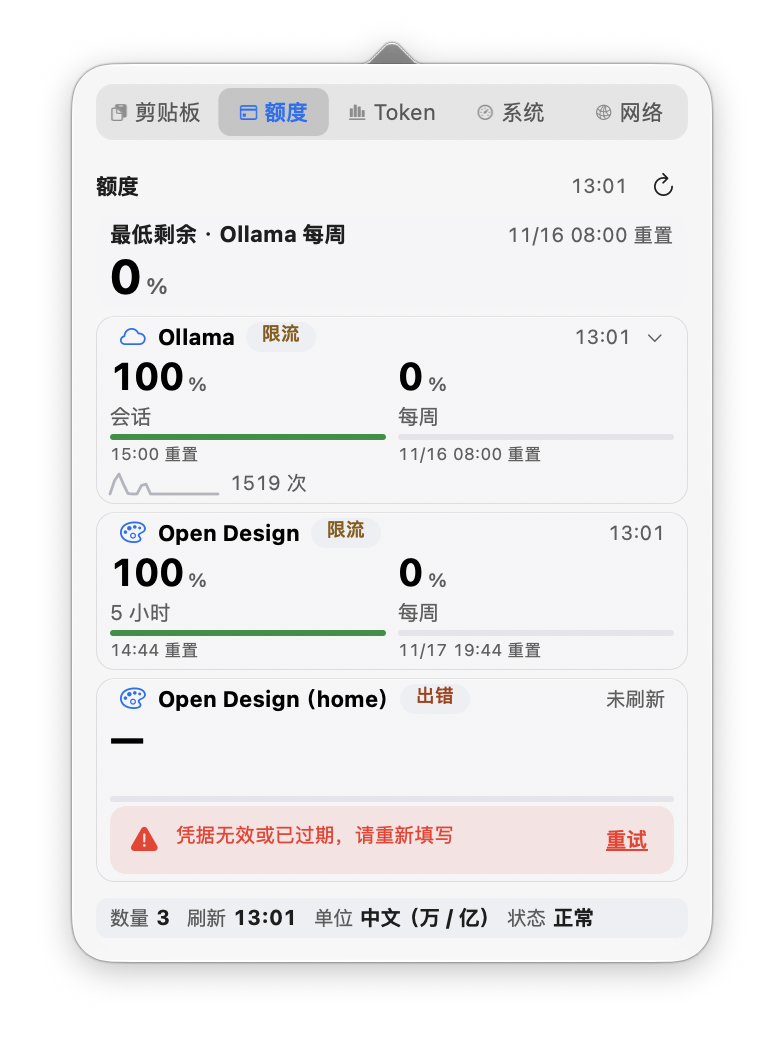 剪贴板 额度 Token 系统 网络
额度 13:01
最低剩余 · Ollama 每周 11/16 08:00 重置
0 %
Ollama 限流 13:01
100 % 0 %
会话 每周
15:00 重置 11/16 08:00 重置
1519 次
Open Design 限流 13:01
100 % 0 %
5 小时 每周
14:44 重置 11/17 19:44 重置
Open Design (home) 出错 未刷新
—
凭据无效或已过期，请重新填写 重试
数量 3 刷新 13:01 单位 中文（万 / 亿） 状态 正常